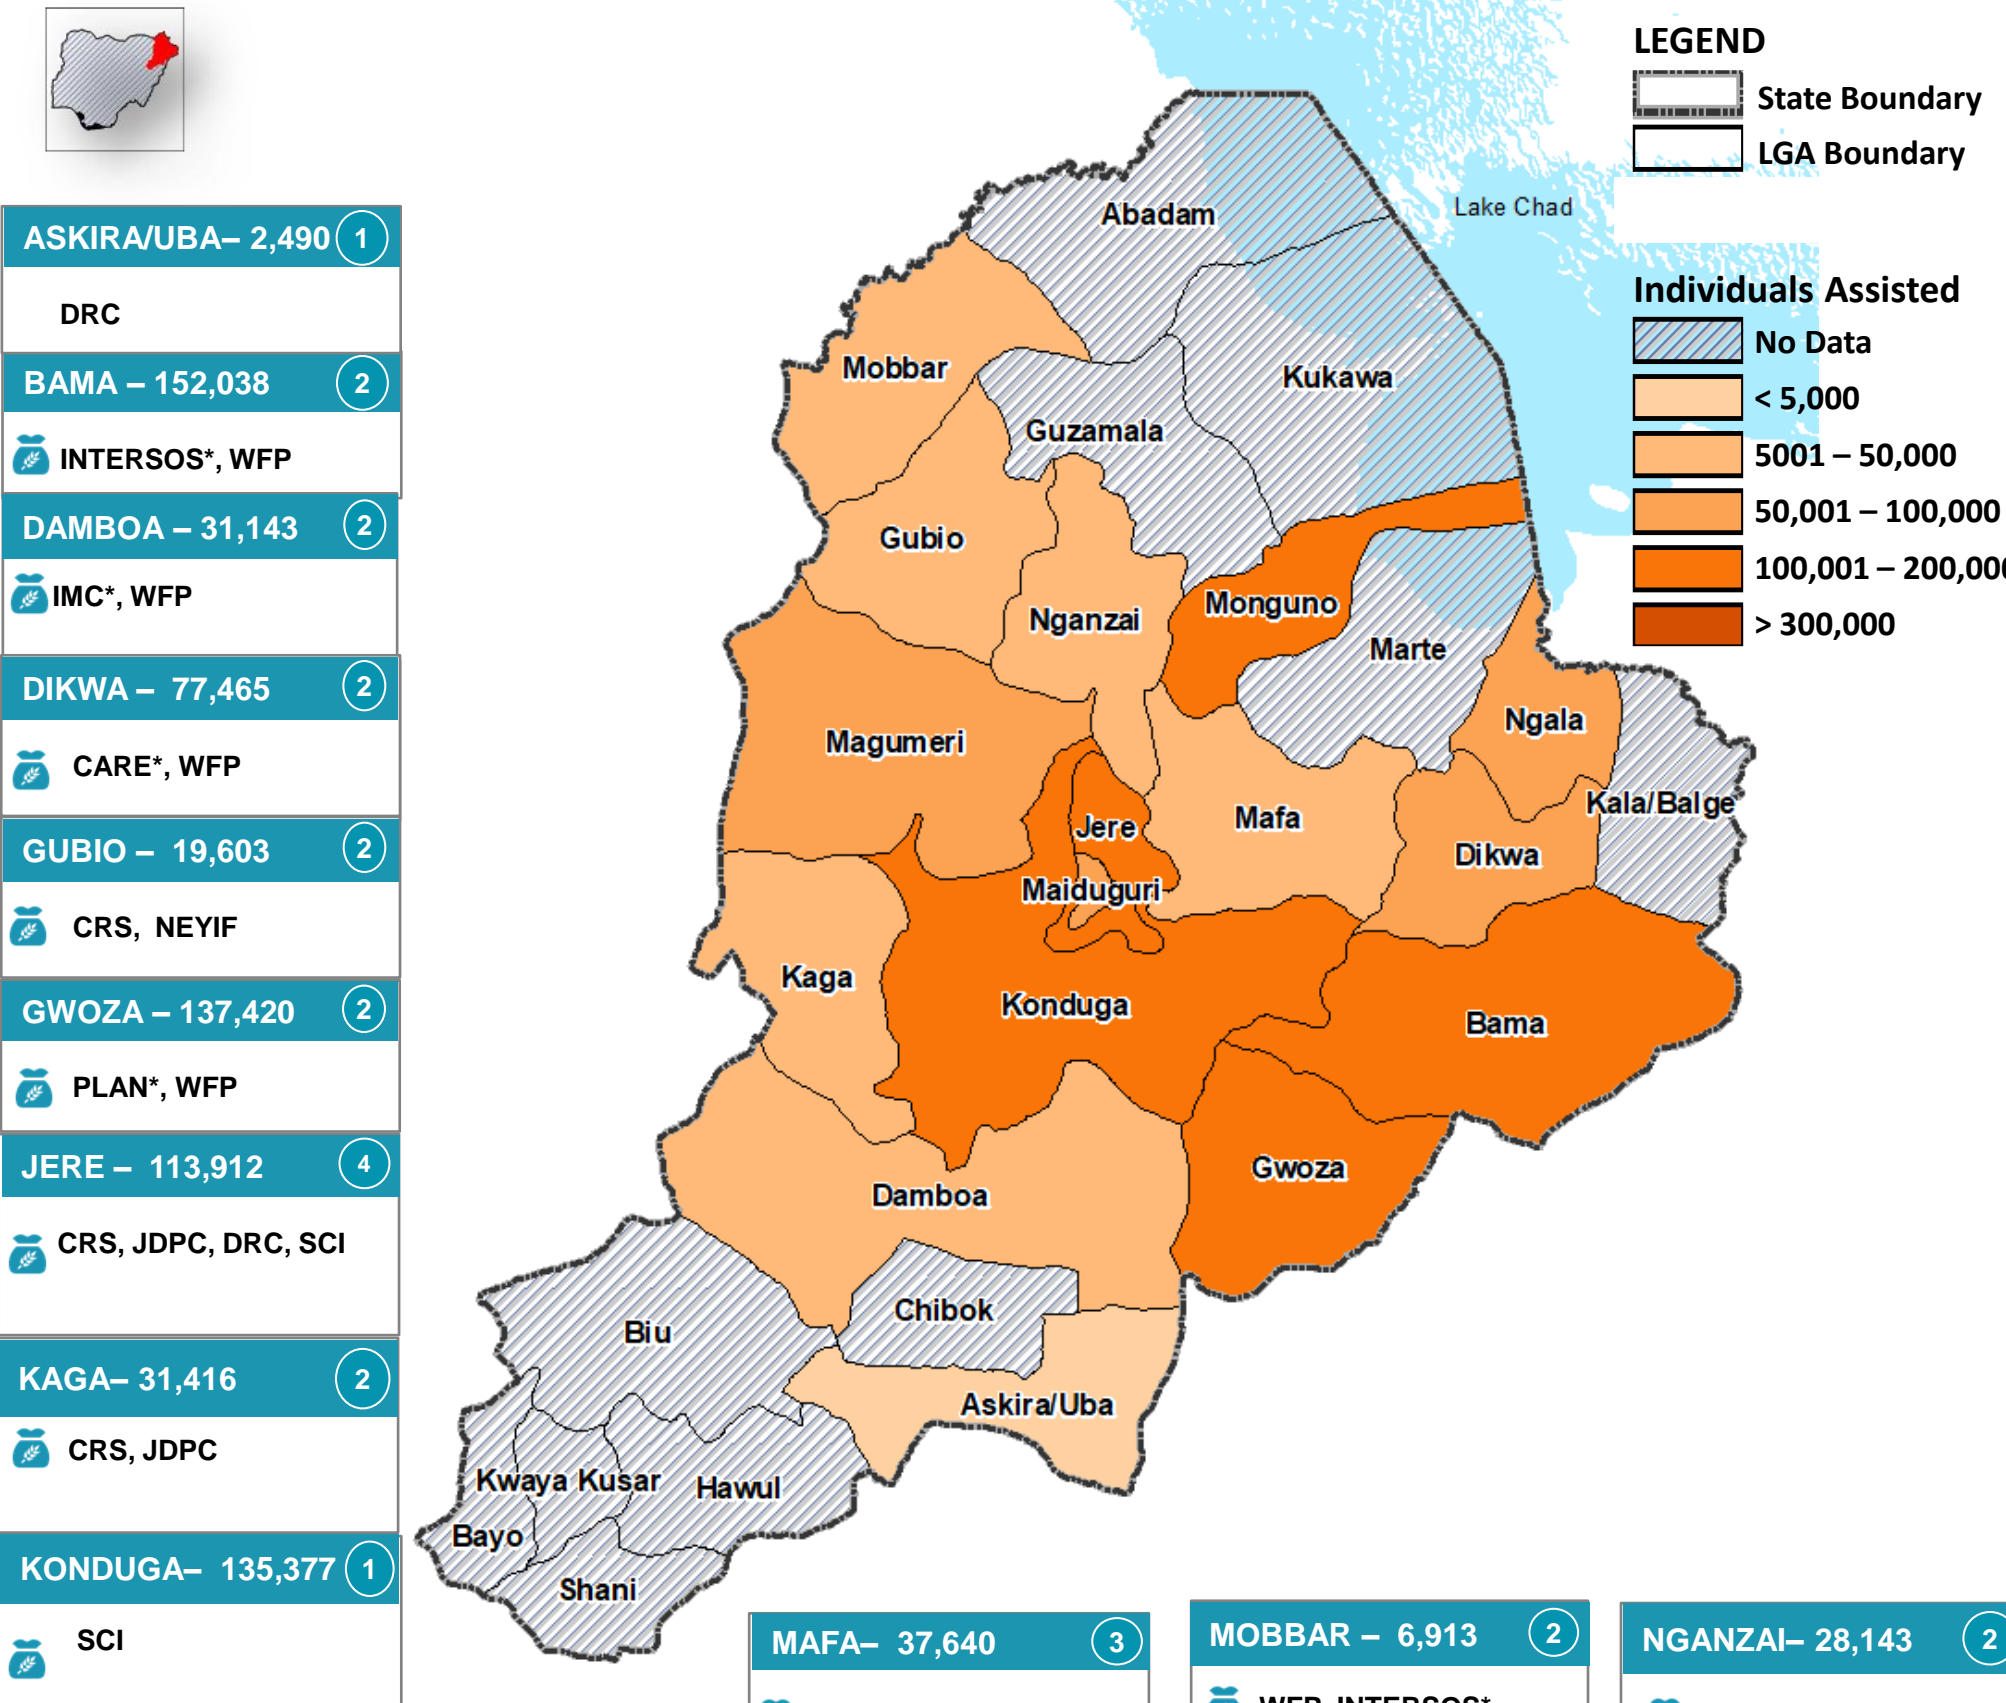 LEGEND
State Boundary
LGA Boundary
Lake Chad
Individuals Assisted
No Data
< 5,000
5001 – 50,000
50,001 – 100,000
100,001 – 200,000
> 300,000
ASKIRA/UBA– 2,490 1
DRC
BAMA – 152,038 2
INTERSOS*, WFP
DAMBOA – 31,143 2
IMC*, WFP
DIKWA – 77,465 2
CARE*, WFP
GUBIO – 19,603 2
CRS, NEYIF
GWOZA – 137,420 2
PLAN*, WFP
JERE – 113,912 4
CRS, JDPC, DRC, SCI
KAGA– 31,416 2
CRS, JDPC
KONDUGA– 135,377 1
SCI
Abadam
Mobbar
Kukawa
Guzamala
Gubio
Nganzai
Monguno
Marte
Ngala
Magumeri
Kala/Balge
Mafa
Jere
Dikwa
Maiduguri
Kaga
Konduga
Bama
Gwoza
Damboa
Chibok
Biu
Askira/Uba
Kwaya Kusar
Hawul
Bayo
Shani
MAFA– 37,640 3
MOBBAR – 6,913 2
WFP, INTERSOS*
NGANZAI– 28,143 2